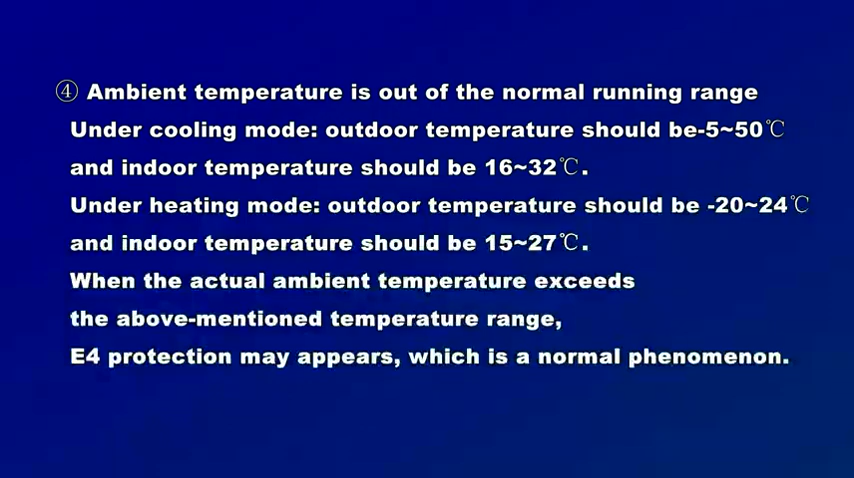 ④ Ambient temperature is out of the normal running range
Under cooling mode: outdoor temperature should be-5~50℃
and indoor temperature should be 16~32℃.
Under heating mode: outdoor temperature should be -20~24℃
and indoor temperature should be 15~27℃.
When the actual ambient temperature exceeds
the above-mentioned temperature range,
E4 protection may appears, which is a normal phenomenon.